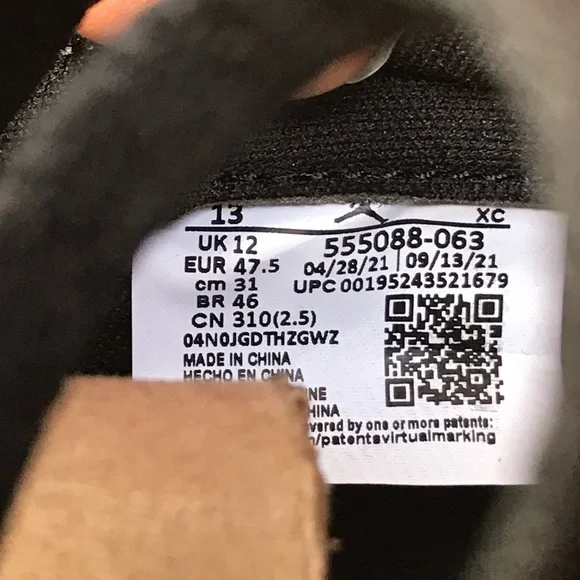 13 XC
UK 12 555088-063
EUR 47.5 04/28/21 09/13/21
cm 31 UPC 00195243521679
BR 46
CN 310(2.5)
04N0JGDTHZGWZ
MADE IN CHINA
HECHO EN CHINA
by one or more patents:
/patentsvirtualmarking